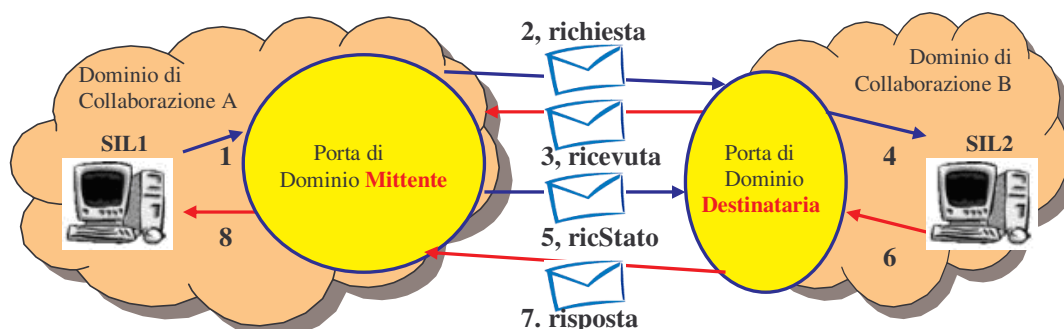 2, richiesta
Dominio di
Collaborazione A
Dominio di
Collaborazione B
SIL1
1
Porta di
Dominio Mittente
3, ricevuta
Porta di
Dominio
Destinataria
4
SIL2
8
5, ricStato
6
7. risposta